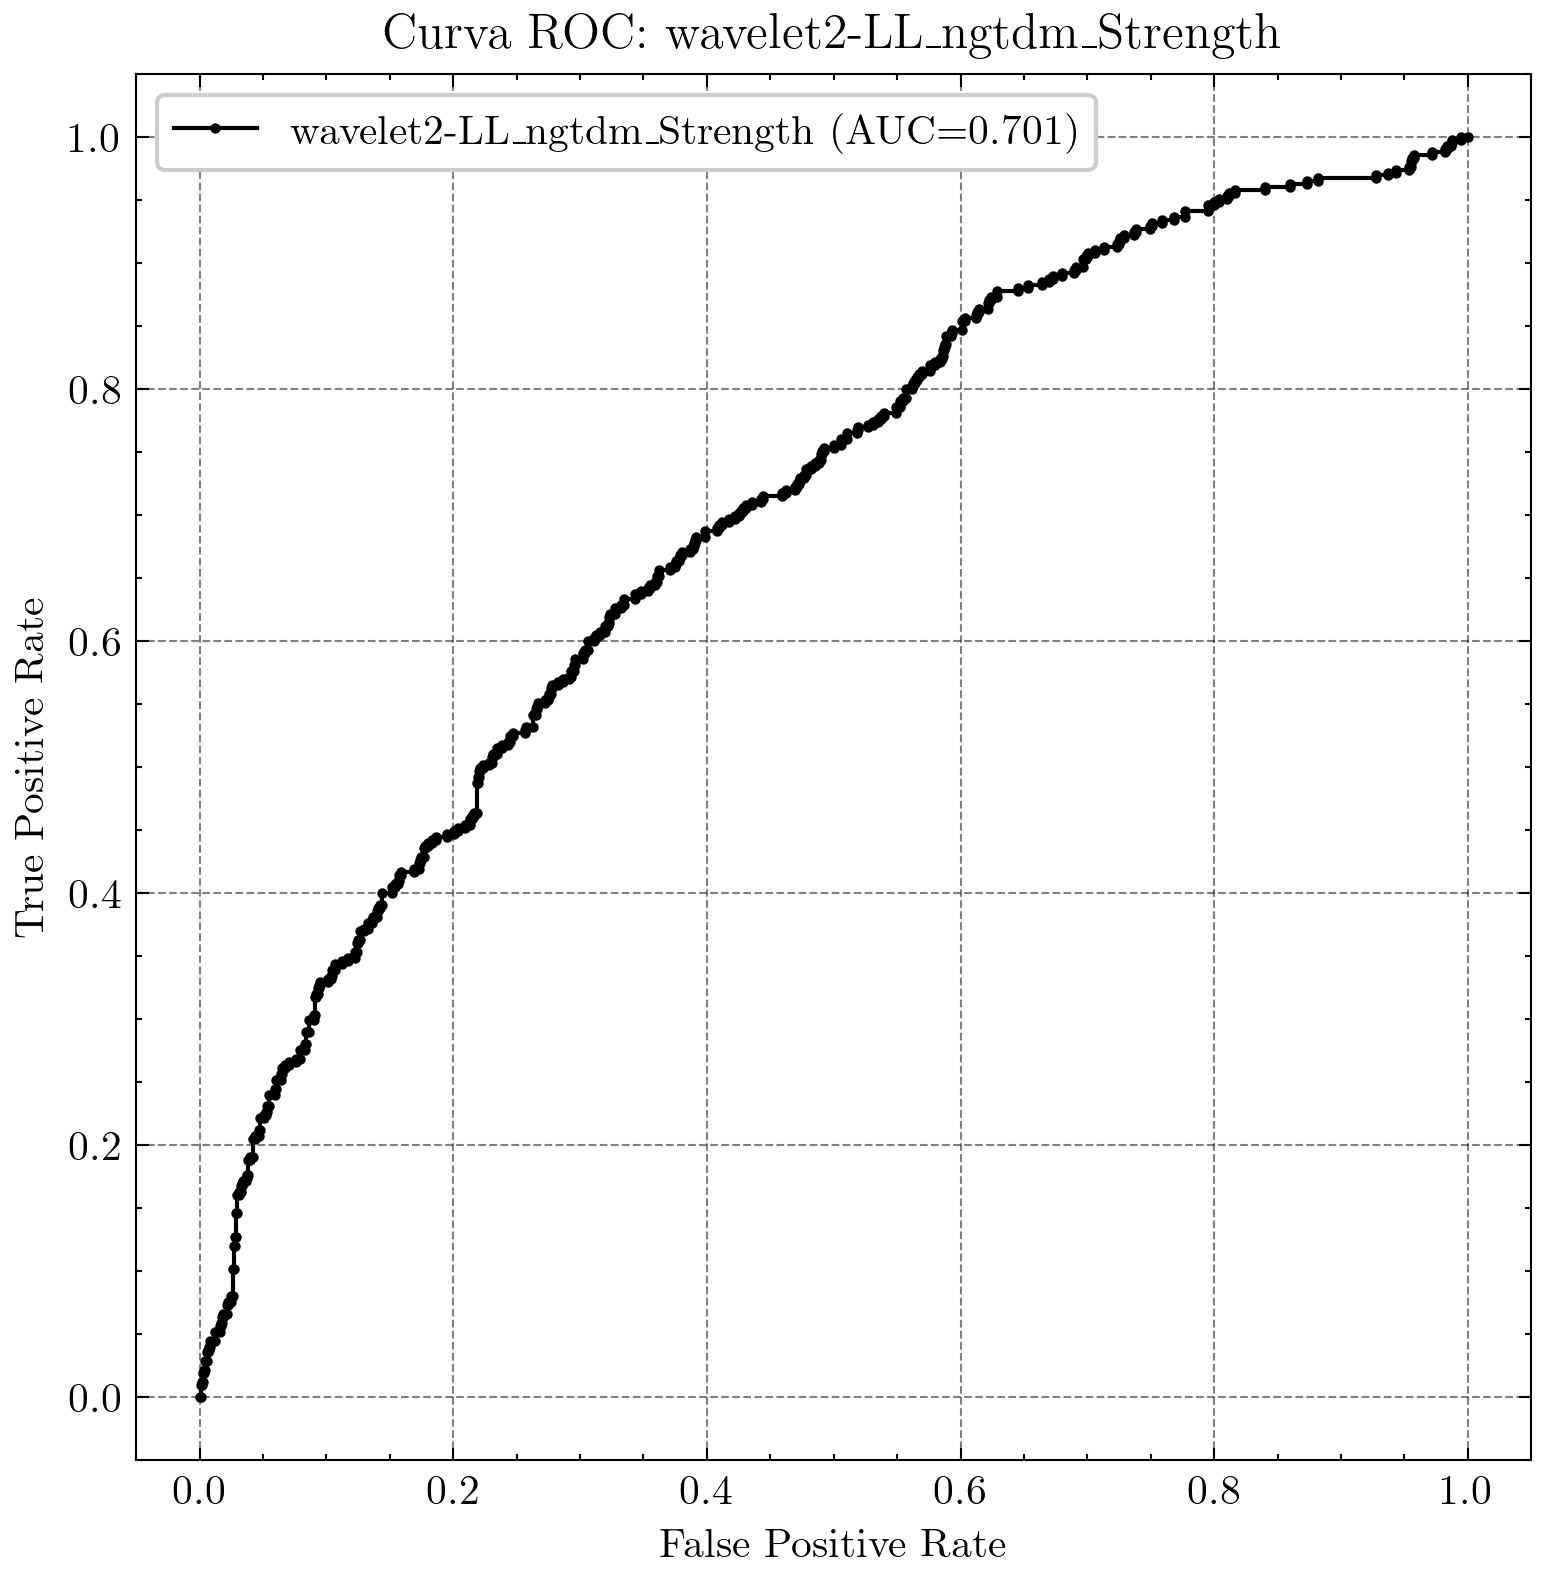 Curva ROC: wavelet2-LL_ngtdm_Strength
wavelet2-LL_ngtdm_Strength (AUC=0.701)
1.0
0.8
0.6
0.4
0.2
0.0
True Positive Rate
0.0 0.2 0.4 0.6 0.8 1.0
False Positive Rate